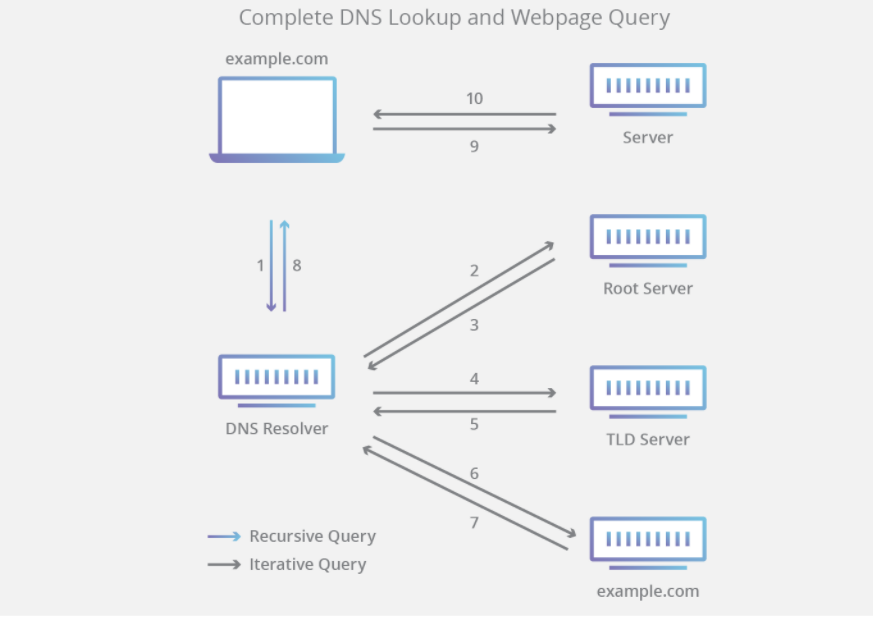 Complete DNS Lookup and Webpage Query
example.com
10
9
Server
1
8
2
3
Root Server
4
5
DNS Resolver
TLD Server
6
7
Recursive Query
Iterative Query
example.com